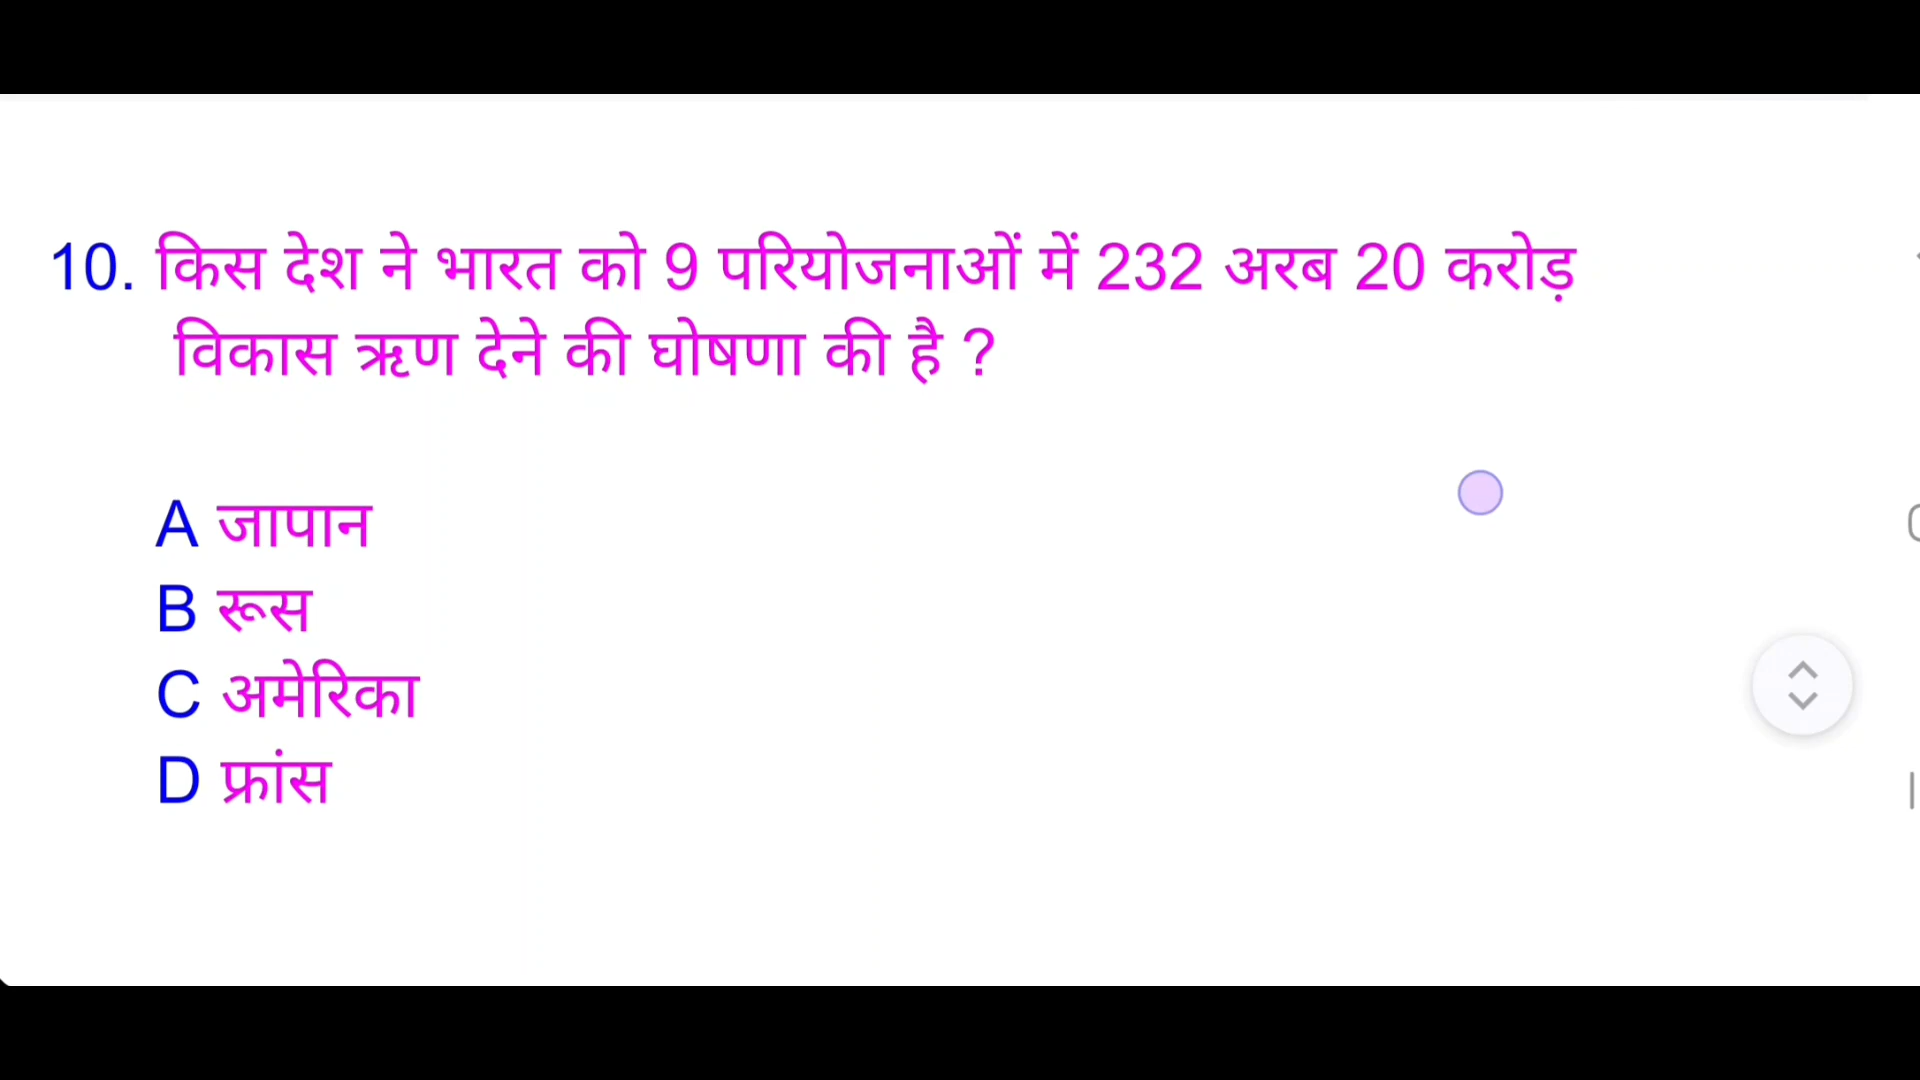 10. किस देश ने भारत को 9 परियोजनाओं में 232 अरब 20 करोड़
विकास ऋण देने की घोषणा की है ?
A जापान
B रूस
C अमेरिका
D फ्रांस